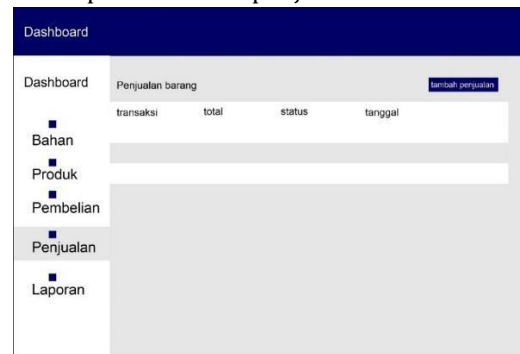 Dashboard
Dashboard
Penjualan barang
tambah penjualan
transaksi total status tanggal
Bahan
Produk
Pembelian
Penjualan
Laporan